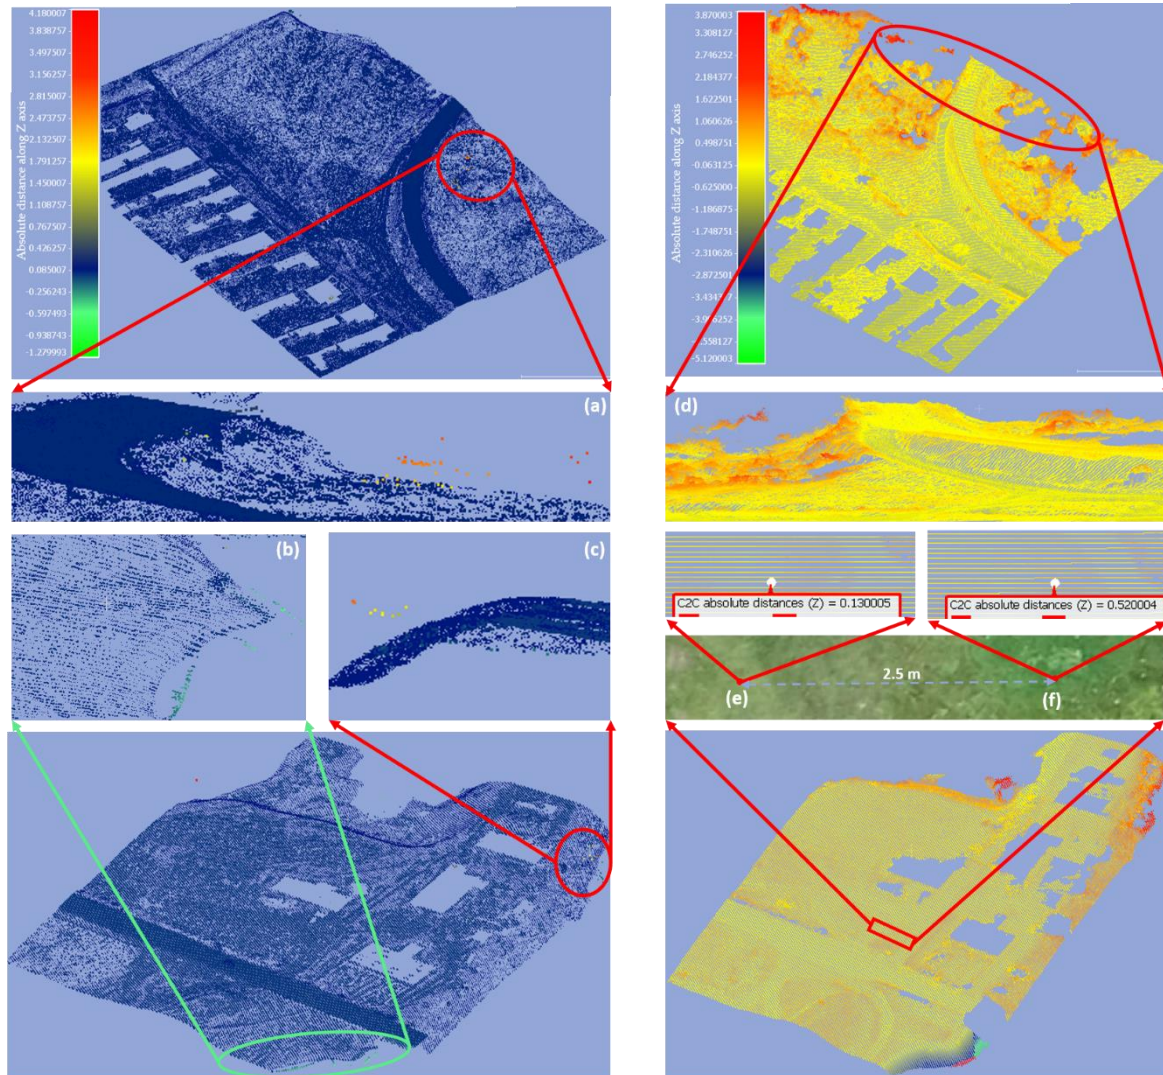 4.180007
3.838507
3.497507
3.156257
2.815007
2.473757
2.132507
1.791257
1.450007
1.108757
0.767507
0.426257
0.085007
-0.256243
-0.597493
-0.938743
-1.279993
Absolute distance along Z axis
3.870003
3.308127
2.746252
2.184377
1.622501
1.060626
0.498751
-0.063125
-0.625000
-1.186875
-1.748751
-2.310626
-2.872501
-5.120003
Absolute distance along Z axis
(a)
(d)
(b)
(c)
C2C absolute distances (Z) = 0.130005
C2C absolute distances (Z) = 0.520004
2.5 m
(e)
(f)